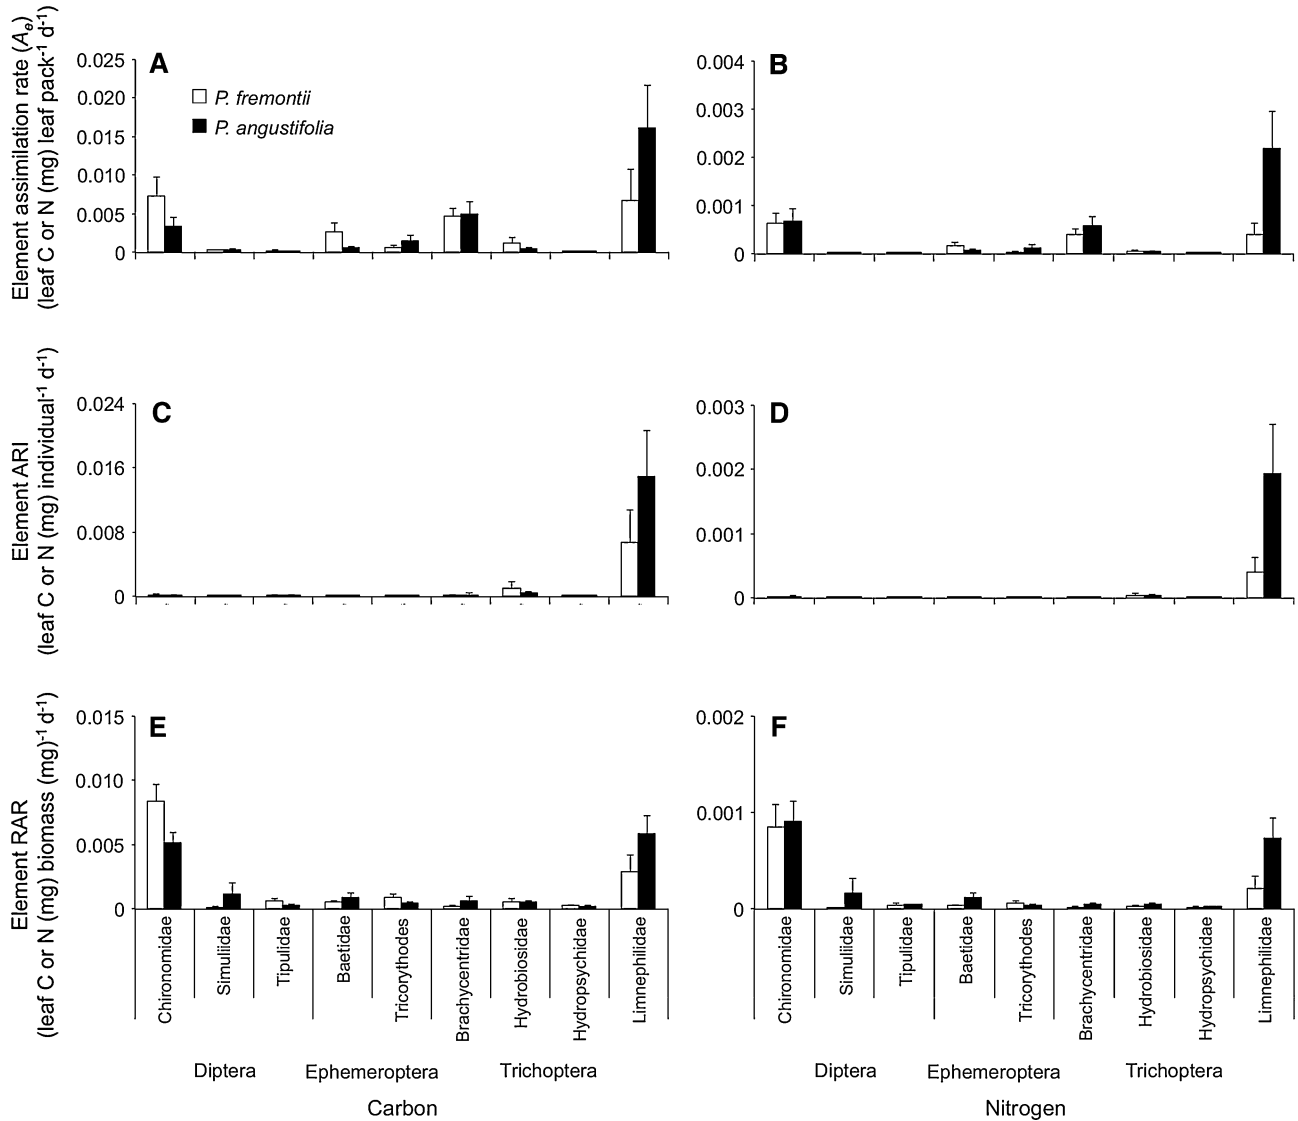 Element assimilation rate (Ae)
(leaf C or N (mg) leaf pack-1 d-1)
A
0.025
0.020
0.015
0.010
0.005
0
P. fremontii
P. angustifolia
B
0.004
0.003
0.002
0.001
0
Element ARI
(leaf C or N (mg) individual-1 d-1)
C
0.024
0.016
0.008
0
D
0.003
0.002
0.001
0
Element RAR
(leaf C or N (mg) biomass (mg)-1 d-1)
E
0.015
0.010
0.005
0
F
0.002
0.001
0
Chironomidae
Simuliidae
Tipulidae
Baetidae
Tricorythodes
Brachycentridae
Hydrobiosidae
Hydropsychidae
Limnephilidae
Chironomidae
Simuliidae
Tipulidae
Baetidae
Tricorythodes
Brachycentridae
Hydrobiosidae
Hydropsychidae
Limnephilidae
Diptera Ephemeroptera Trichoptera
Diptera Ephemeroptera Trichoptera
Carbon
Nitrogen